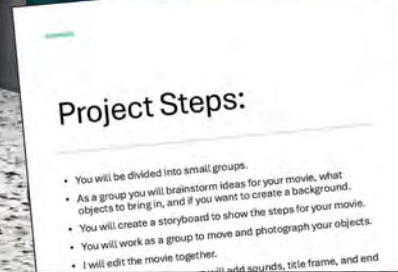 Project Steps:
• You will be divided into small groups.
• As a group you will brainstorm ideas for your movie, what
objects to bring in, and if you want to create a background.
• You will create a storyboard to show the steps for your movie.
• You will work as a group to move and photograph your objects.
• I will edit the movie together.
will add sounds, title frame, and end